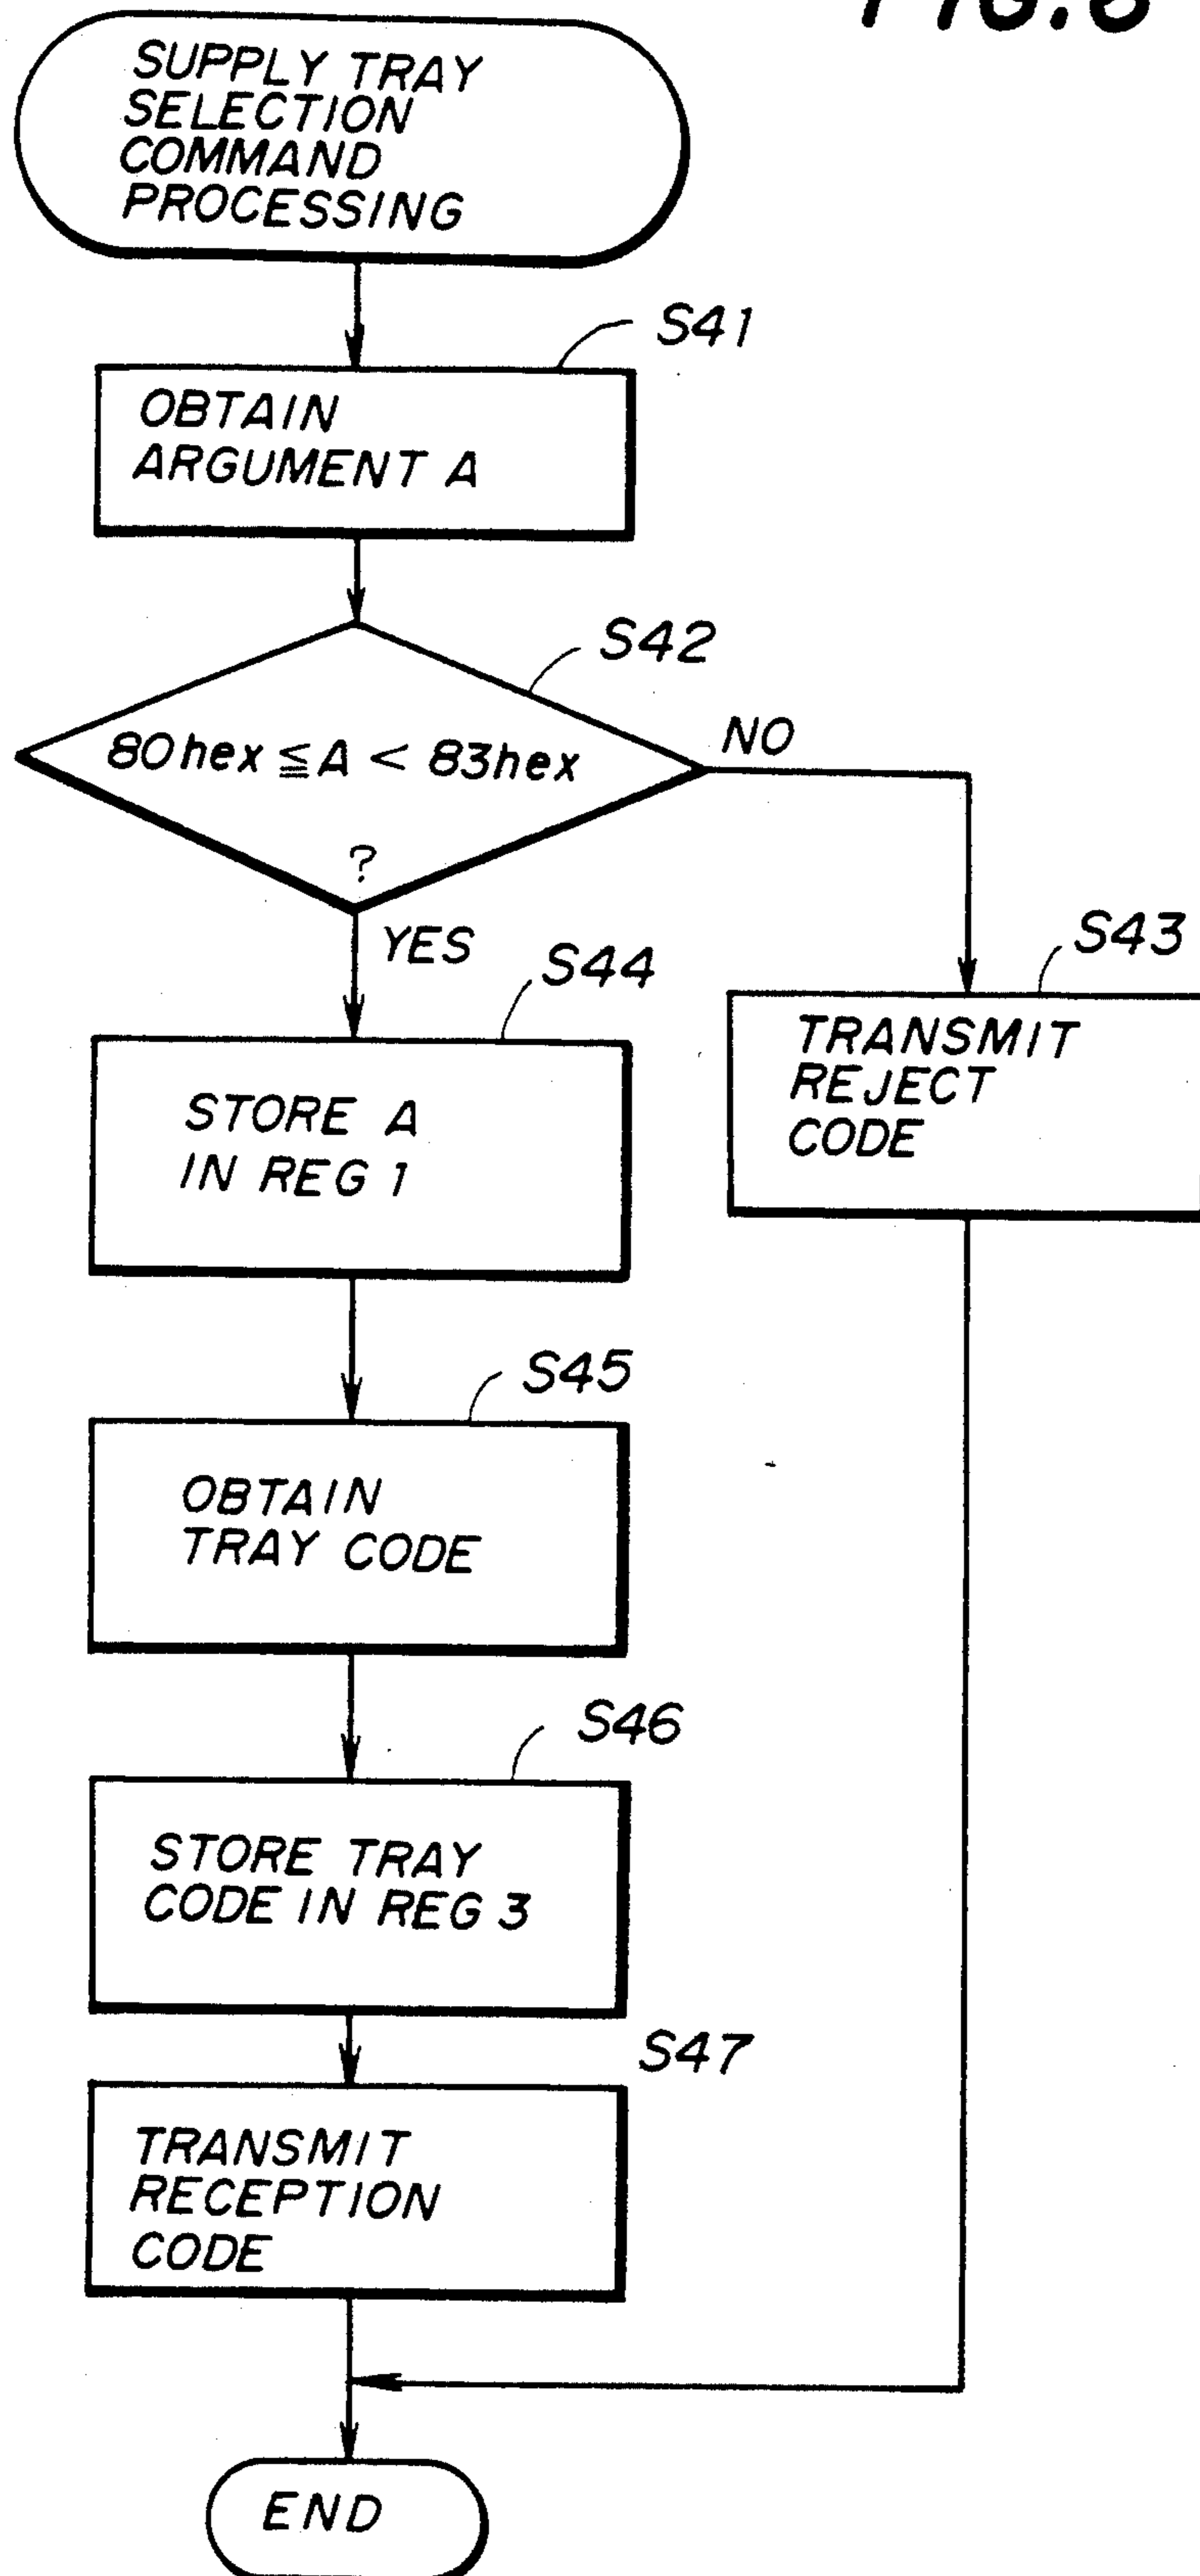 FIG.8
SUPPLY TRAY
SELECTION
COMMAND
PROCESSING
S41
OBTAIN
ARGUMENT A
S42
80hex ≦ A < 83hex
?
NO
YES
S43
TRANSMIT
REJECT
CODE
S44
STORE A
IN REG 1
S45
OBTAIN
TRAY CODE
S46
STORE TRAY
CODE IN REG 3
S47
TRANSMIT
RECEPTION
CODE
END